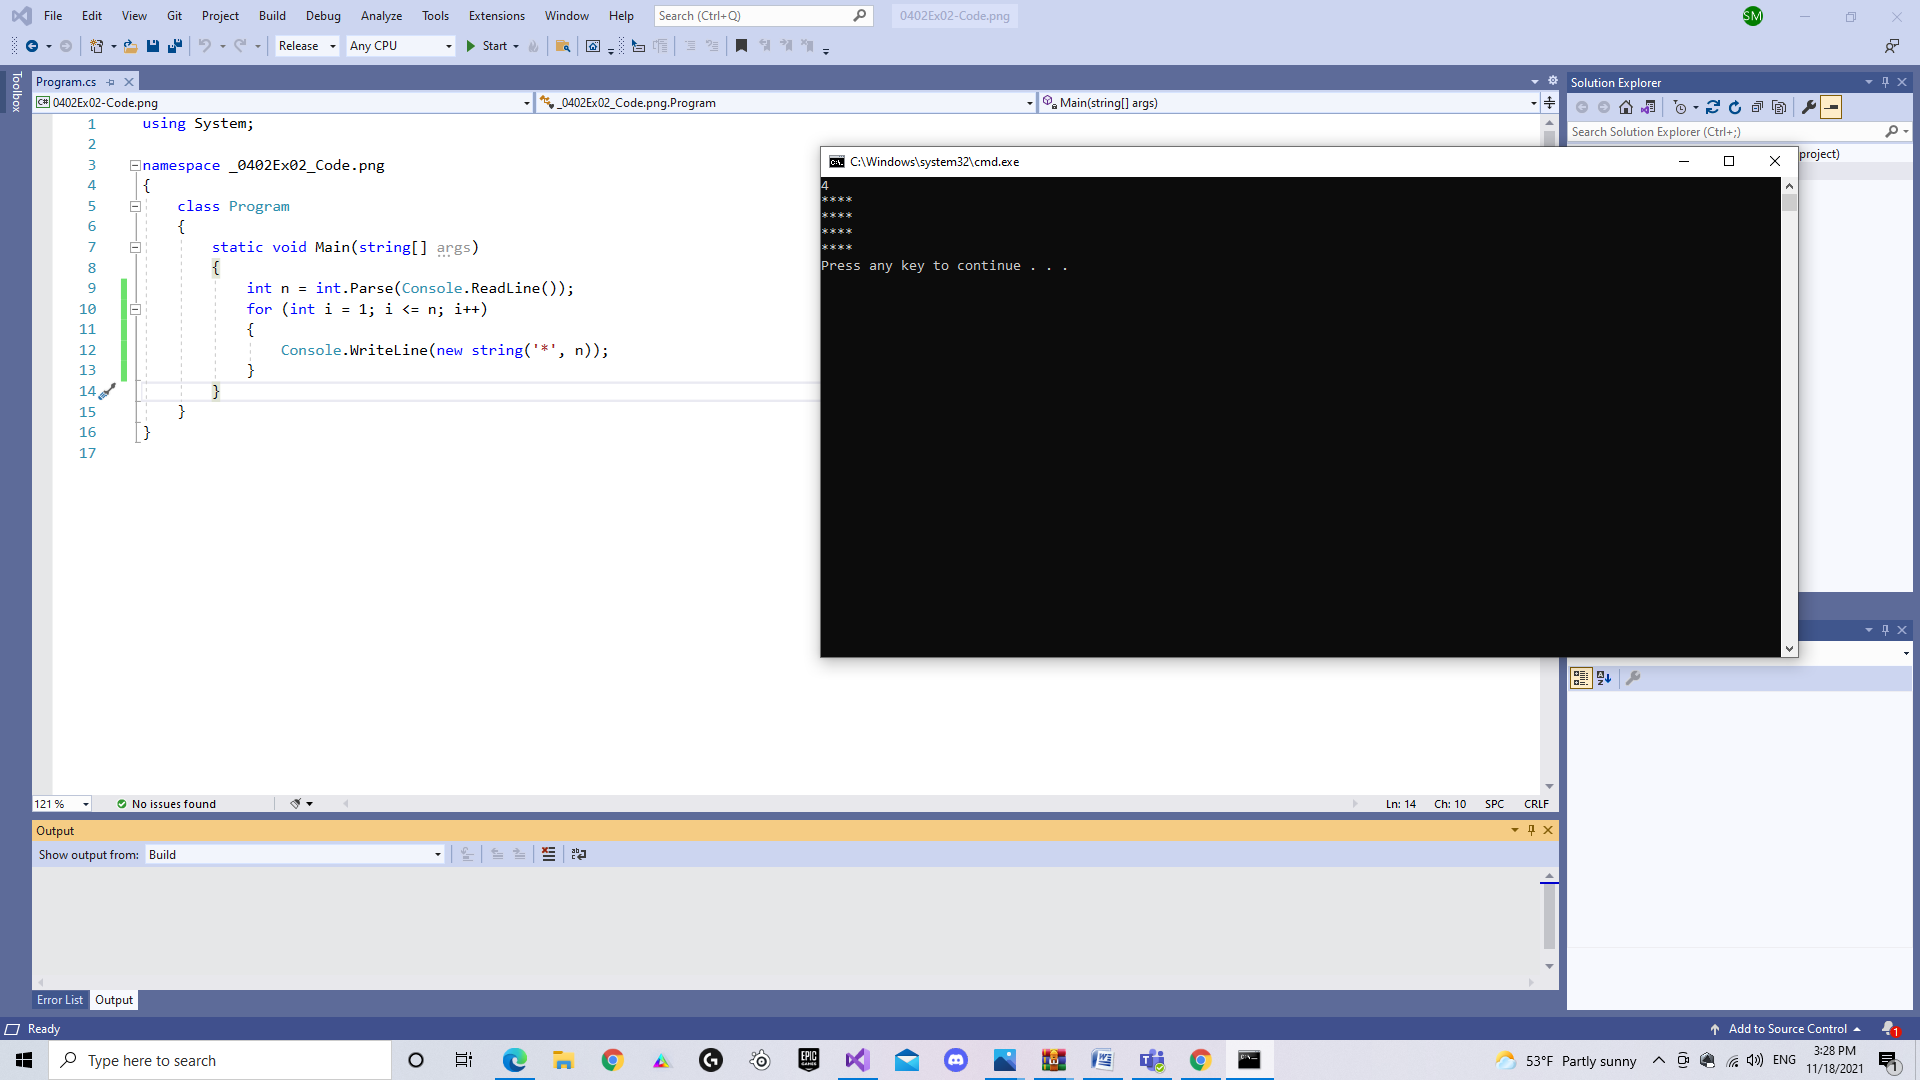 File Edit View Git Project Build Debug Analyze Tools Extensions Window Help Search (Ctrl+Q) 0402Ex02-Code.png SM
Release Any CPU Start
Toolbox
Program.cs
0402Ex02-Code.png _0402Ex02_Code.png.Program Main(string[] args)
1 using System;
2
3 namespace _0402Ex02_Code.png
4 {
5 class Program
6 {
7 static void Main(string[] args)
8 {
9 int n = int.Parse(Console.ReadLine());
10 for (int i = 1; i <= n; i++)
11 {
12 Console.WriteLine(new string('*', n));
13 }
14 }
15 }
16 }
17
C:\Windows\system32\cmd.exe
4
****
****
****
****
Press any key to continue . . .
Solution Explorer
Search Solution Explorer (Ctrl+;)
project)
121 % No issues found Ln: 14 Ch: 10 SPC CRLF
Output
Show output from: Build
Error List Output
Ready Add to Source Control 1
Type here to search 53°F Partly sunny ENG 3:28 PM
11/18/2021 1